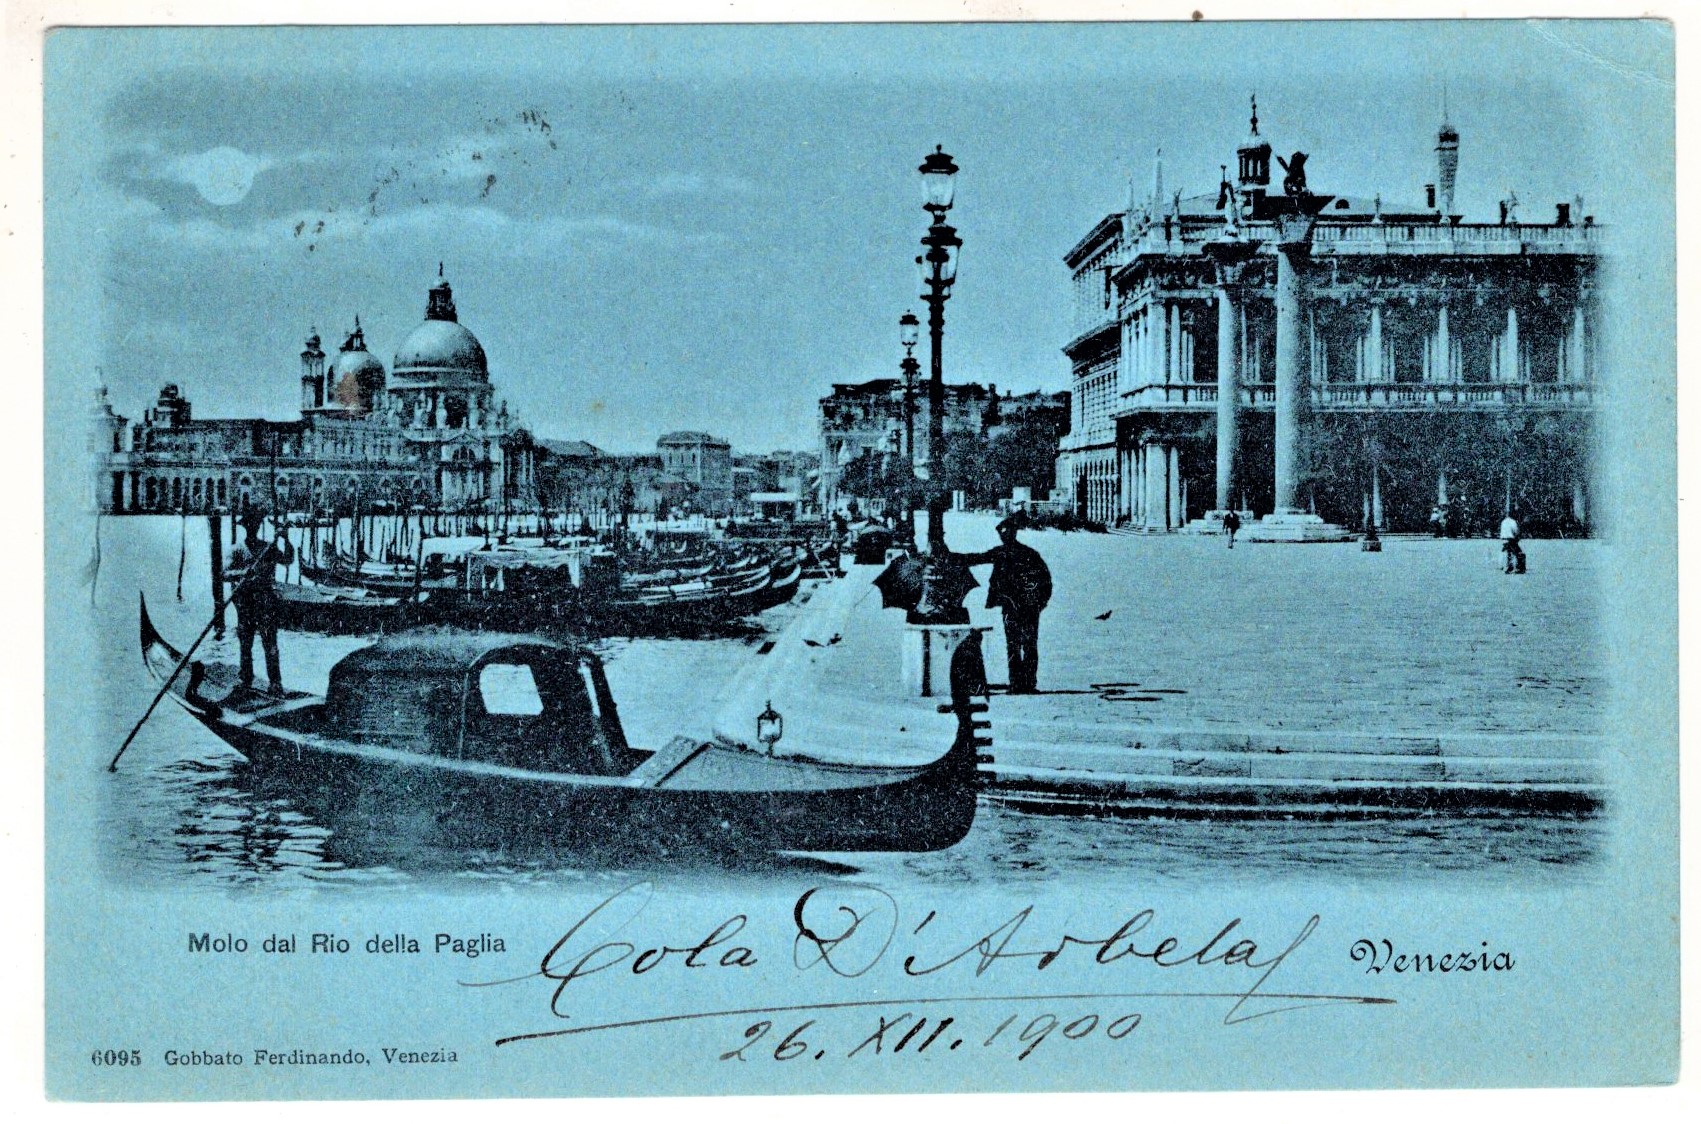 Molo dal Rio della Paglia
Cola D'Arbela
Venezia
26. XII. 1900
6095 Gobbato Ferdinando, Venezia